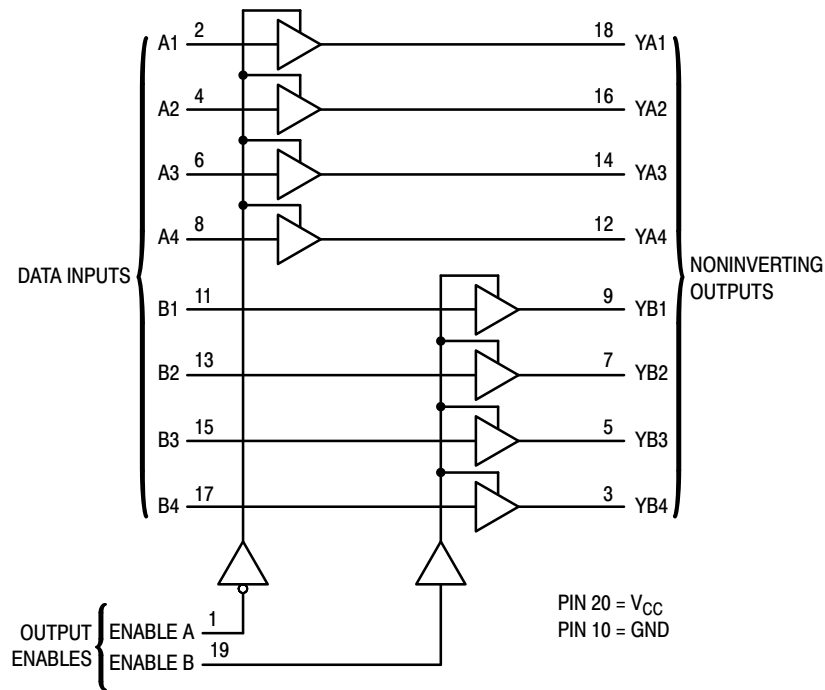 A1 2 18 YA1
A2 4 16 YA2
A3 6 14 YA3
A4 8 12 YA4
DATA INPUTS
NONINVERTING
OUTPUTS
B1 11 9 YB1
B2 13 7 YB2
B3 15 5 YB3
B4 17 3 YB4
PIN 20 = VCC
PIN 10 = GND
OUTPUT
ENABLES
ENABLE A 1
ENABLE B 19